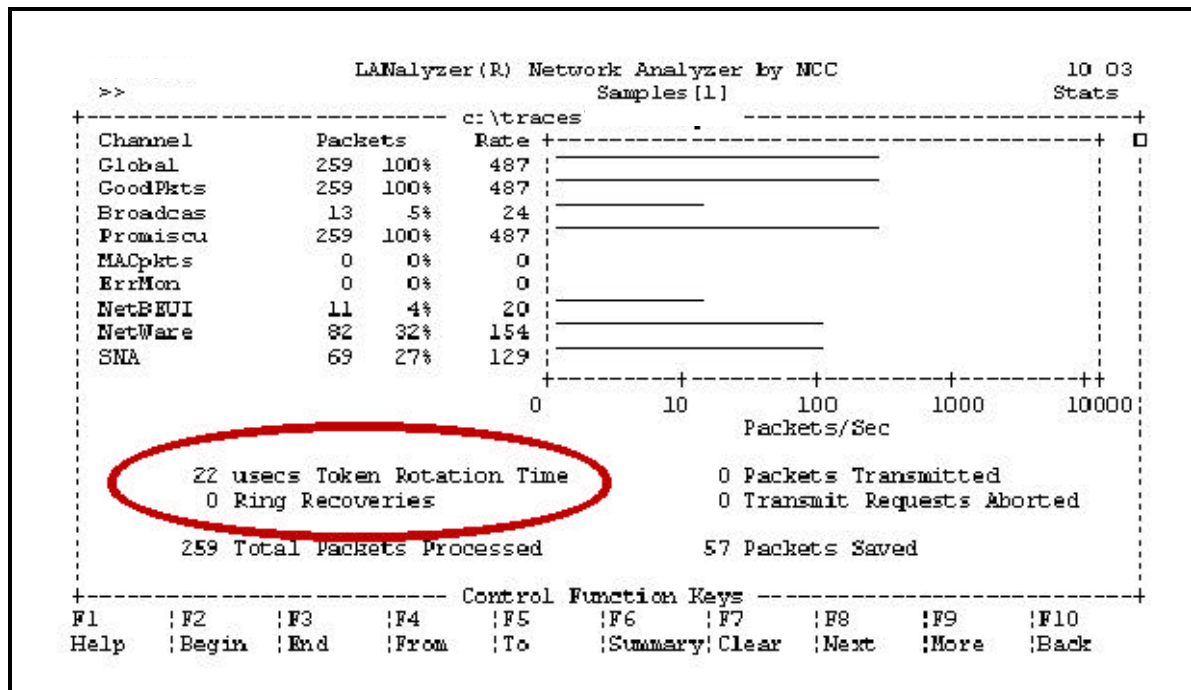 LANalyzer(R) Network Analyzer by NCC 10 03
>> Samples[1] Stats
c:\traces
Channel Packets Rate
Global 259 100% 487
GoodPkts 259 100% 487
Broadcas 13 5% 24
Promiscu 259 100% 487
MACpkts 0 0% 0
ErrMon 0 0% 0
NetBEUI 11 4% 20
NetWare 82 32% 154
SNA 69 27% 129
0 10 100 1000 10000
Packets/Sec
22 usecs Token Rotation Time 0 Packets Transmitted
0 Ring Recoveries 0 Transmit Requests Aborted
259 Total Packets Processed 57 Packets Saved
Control Function Keys
F1 F2 F3 F4 F5 F6 F7 F8 F9 F10
Help Begin End From To Summary Clear Next More Back